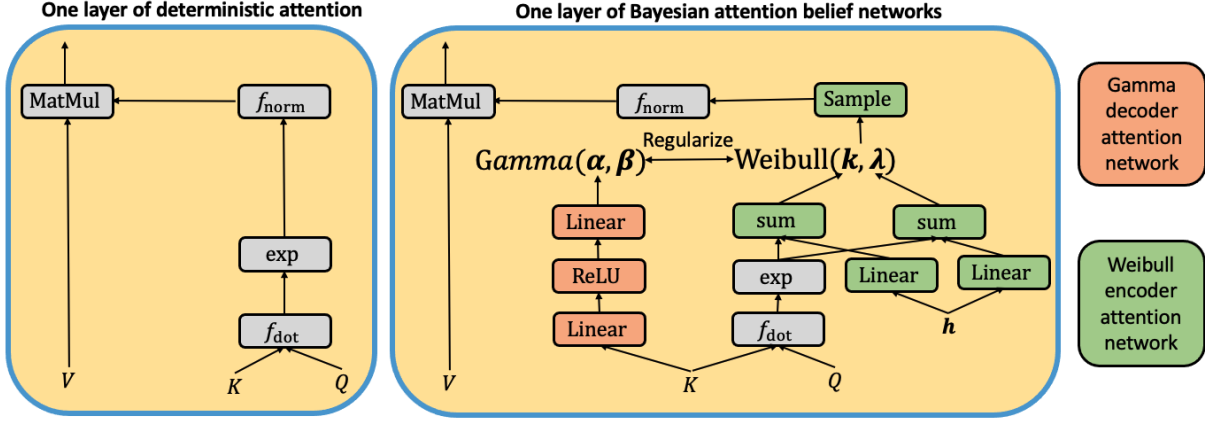 One layer of deterministic attention
MatMul
f_norm
exp
f_dot
V
K
Q
One layer of Bayesian attention belief networks
MatMul
f_norm
Sample
Regularize
Gamma(α, β)
Weibull(k, λ)
Linear
sum
sum
ReLU
exp
Linear
Linear
Linear
f_dot
h
V
K
Q
Gamma
decoder
attention
network
Weibull
encoder
attention
network